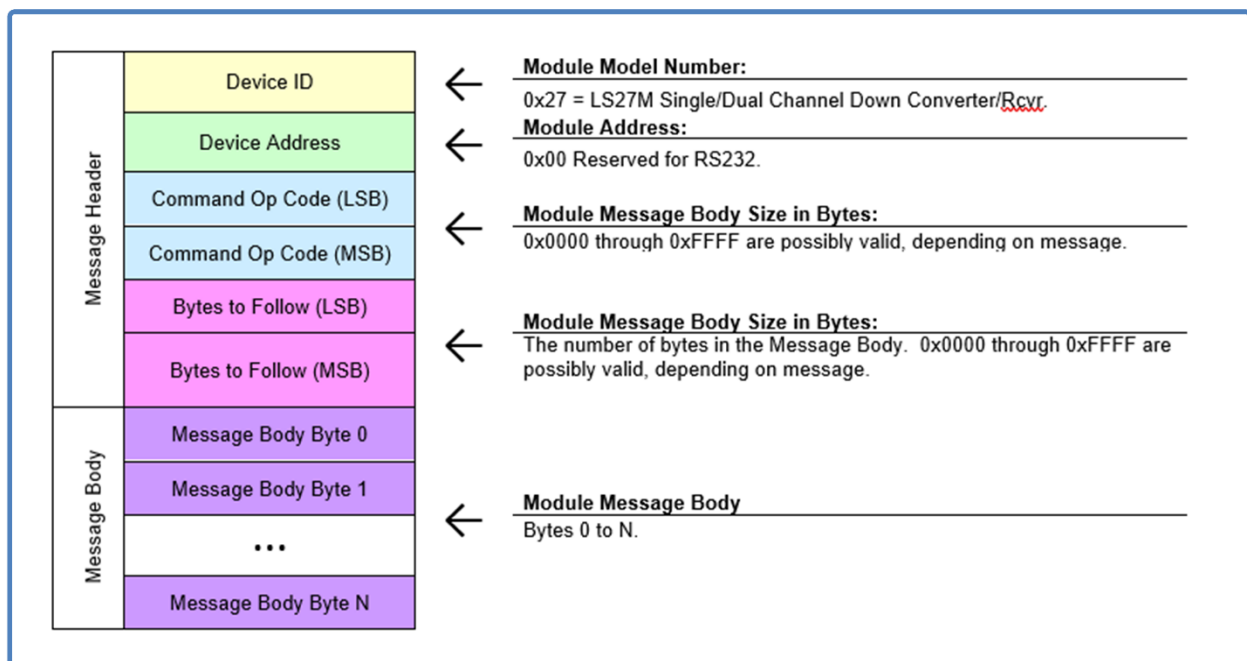 Message Header
Device ID
Module Model Number:
0x27 = LS27M Single/Dual Channel Down Converter/Rcvr.
Device Address
Module Address:
0x00 Reserved for RS232.
Command Op Code (LSB)
Command Op Code (MSB)
Module Message Body Size in Bytes:
0x0000 through 0xFFFF are possibly valid, depending on message.
Bytes to Follow (LSB)
Bytes to Follow (MSB)
Module Message Body Size in Bytes:
The number of bytes in the Message Body.  0x0000 through 0xFFFF are
possibly valid, depending on message.
Message Body
Message Body Byte 0
Message Body Byte 1
•••
Message Body Byte N
Module Message Body
Bytes 0 to N.